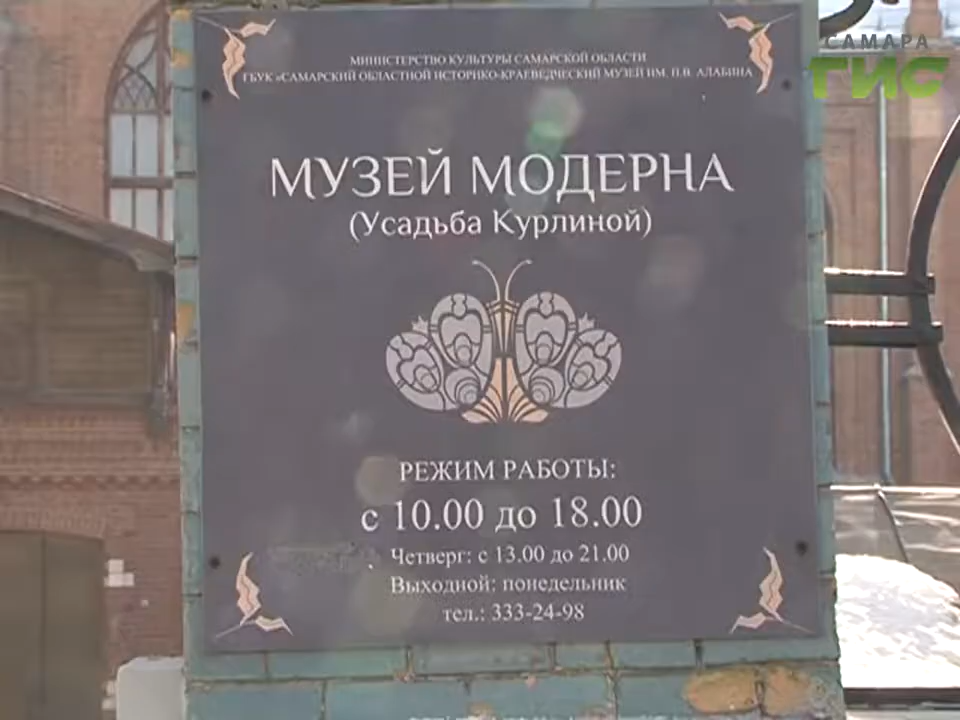 САМАРА
ГИС
МИНИСТЕРСТВО КУЛЬТУРЫ САМАРСКОЙ ОБЛАСТИ
ГБУК «САМАРСКИЙ ОБЛАСТНОЙ ИСТОРИКО-КРАЕВЕДЧЕСКИЙ МУЗЕЙ ИМ. П.В. АЛАБИНА
МУЗЕЙ МОДЕРНА
(Усадьба Курлиной)
РЕЖИМ РАБОТЫ:
с 10.00 до 18.00
Четверг: с 13.00 до 21.00
Выходной: понедельник
тел.: 333-24-98